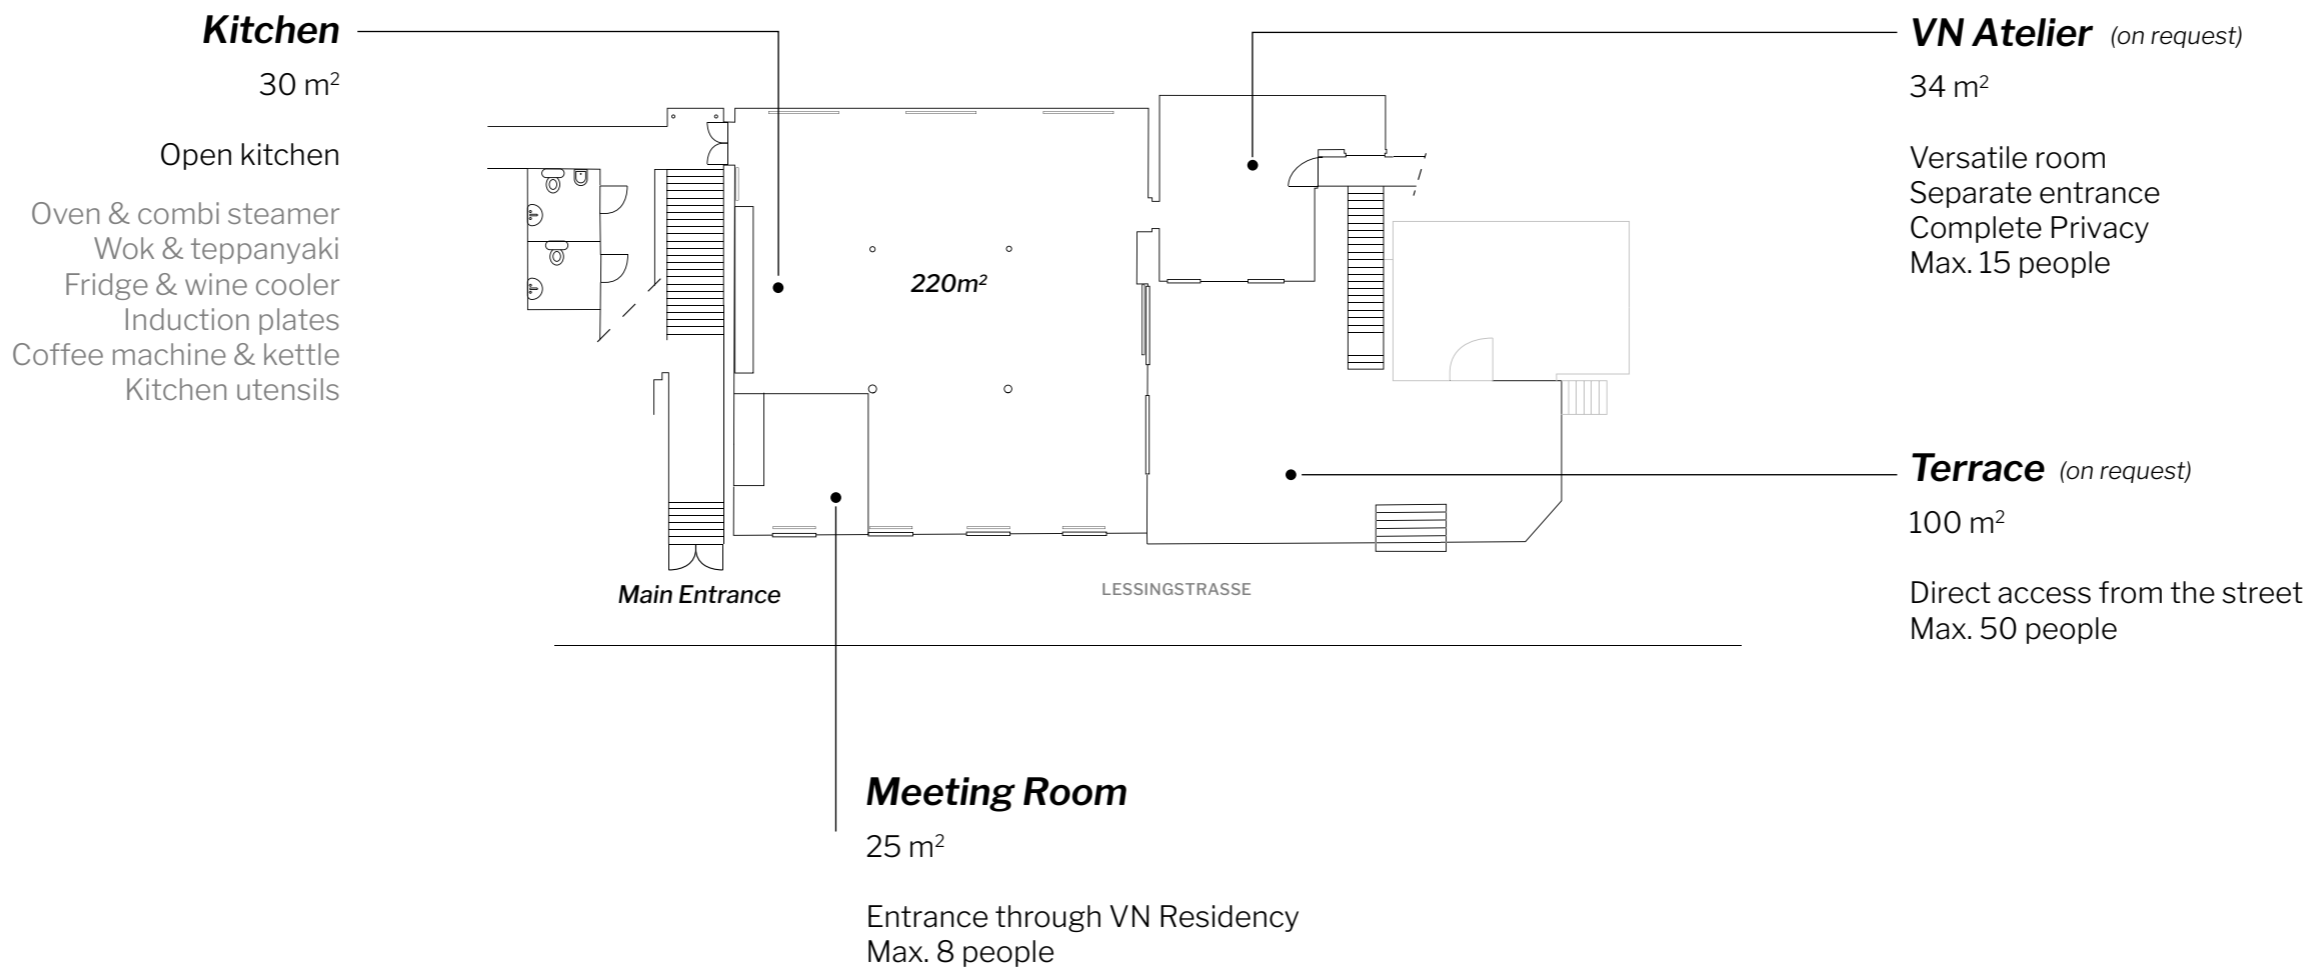 Kitchen
30 m²
Open kitchen
Oven & combi steamer
Wok & teppanyaki
Fridge & wine cooler
Induction plates
Coffee machine & kettle
Kitchen utensils
VN Atelier (on request)
34 m²
Versatile room
Separate entrance
Complete Privacy
Max. 15 people
220m²
Terrace (on request)
100 m²
Direct access from the street
Max. 50 people
Main Entrance
LESSINGSTRASSE
Meeting Room
25 m²
Entrance through VN Residency
Max. 8 people